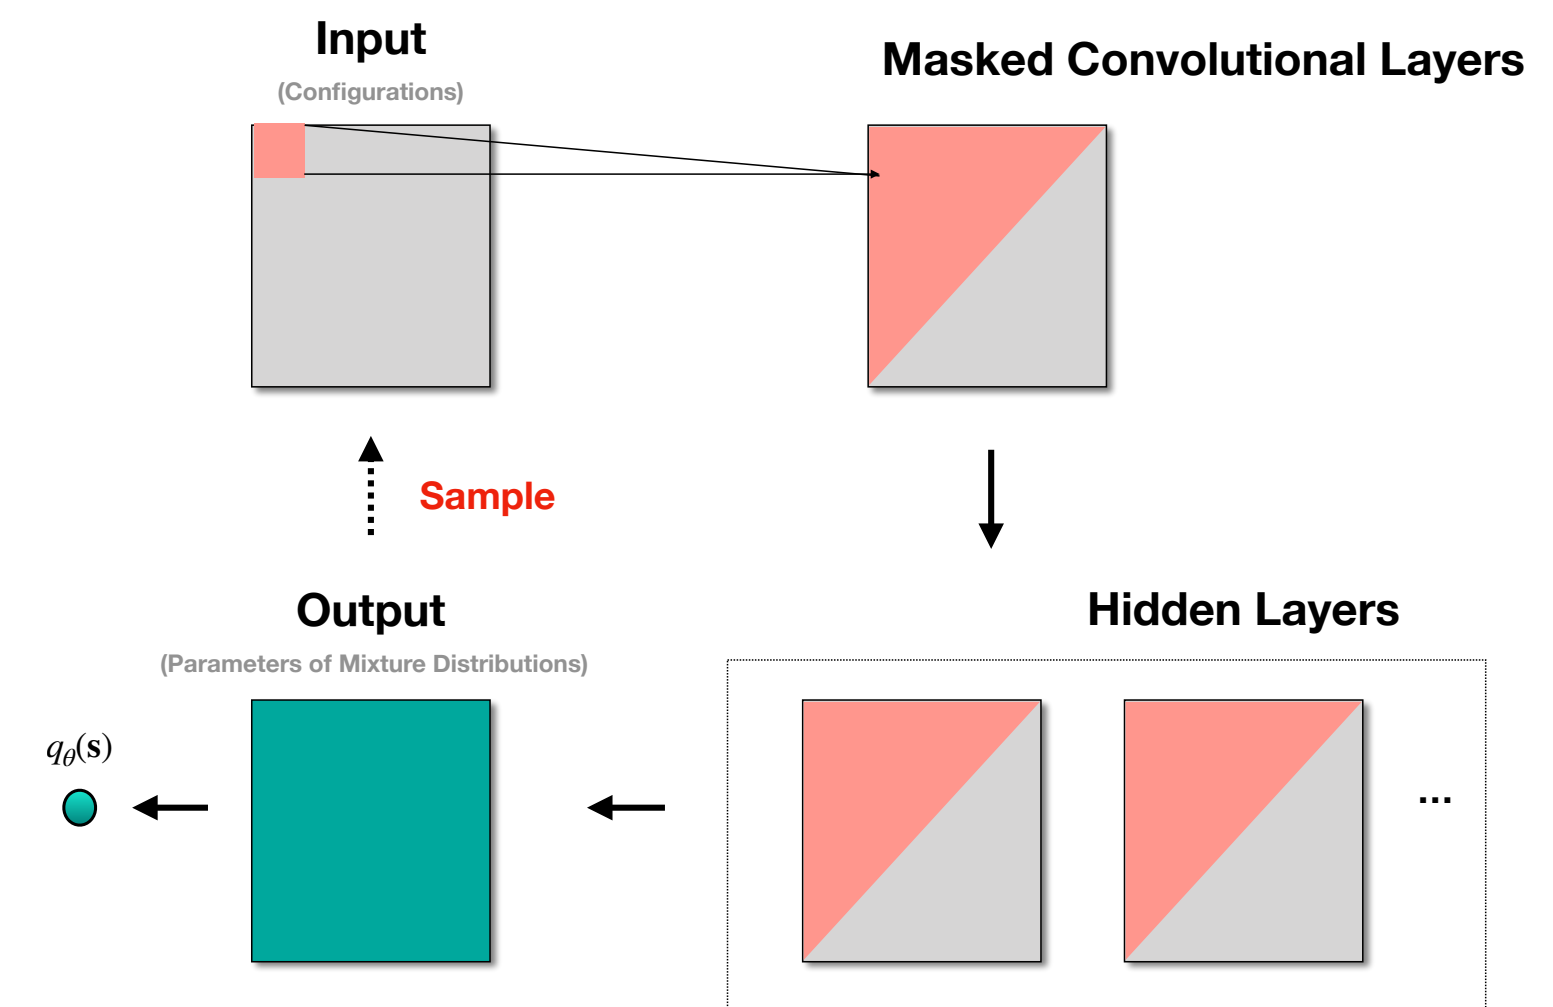 Input
(Configurations)
Masked Convolutional Layers
Sample
Output
(Parameters of Mixture Distributions)
Hidden Layers
qθ(s)
...